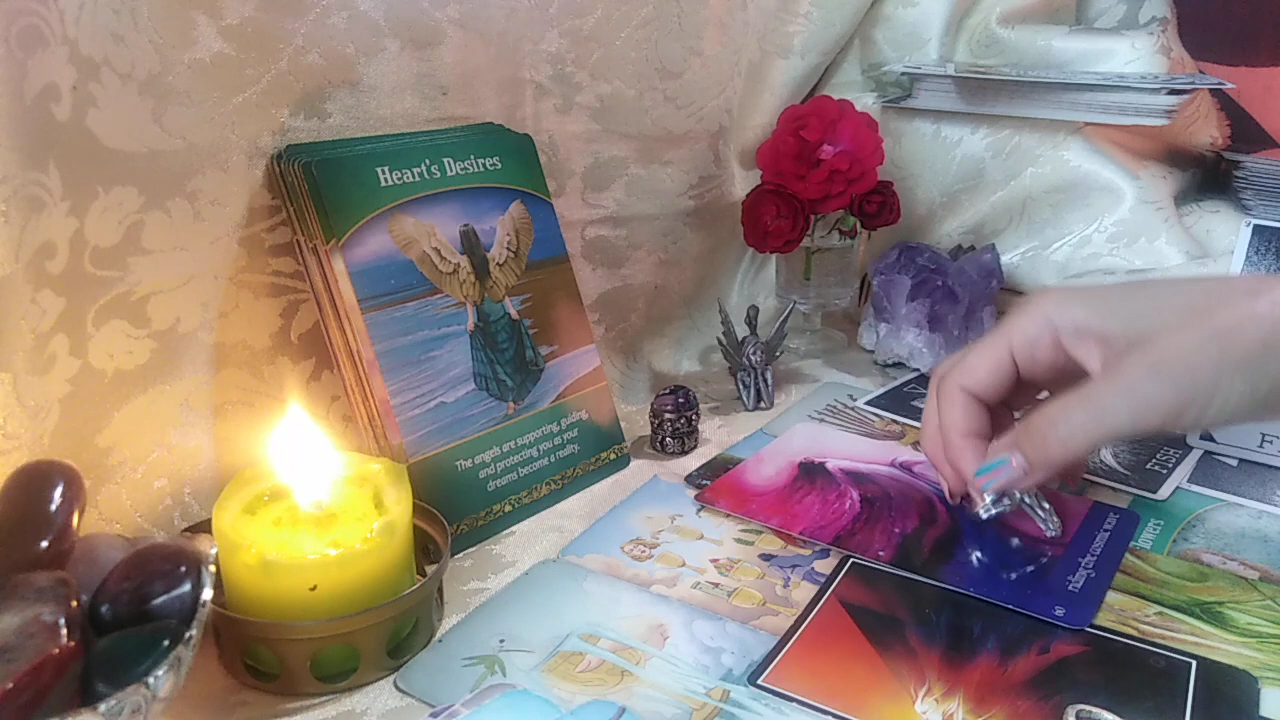 Heart's Desires
The angels are supporting, guiding,
and protecting you as your
dreams become a reality.
riding the cosmic wave
60
FISH